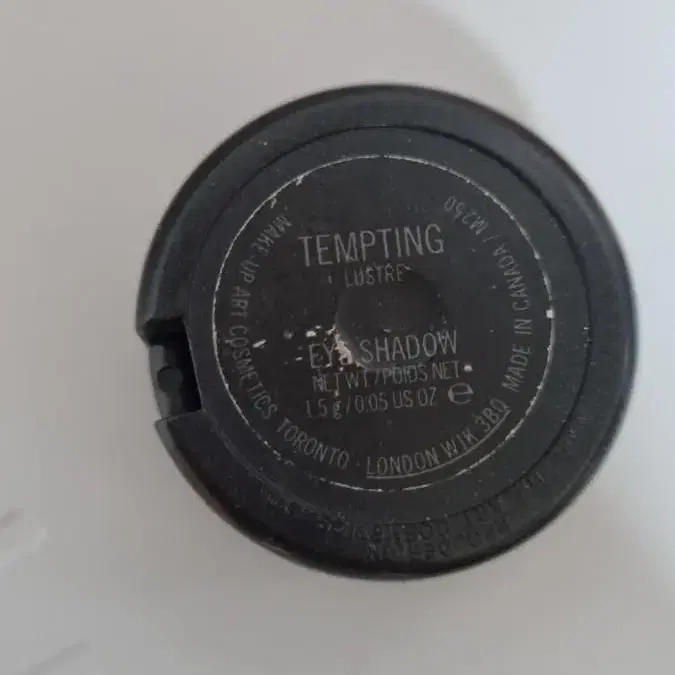 TEMPTING
LUSTRE
EYE SHADOW
NET WT./POIDS NET
1.5 g / 0.05 US OZ ℮
MAKE-UP ART COSMETICS TORONTO · LONDON W1K 3BQ MADE IN CANADA / M250